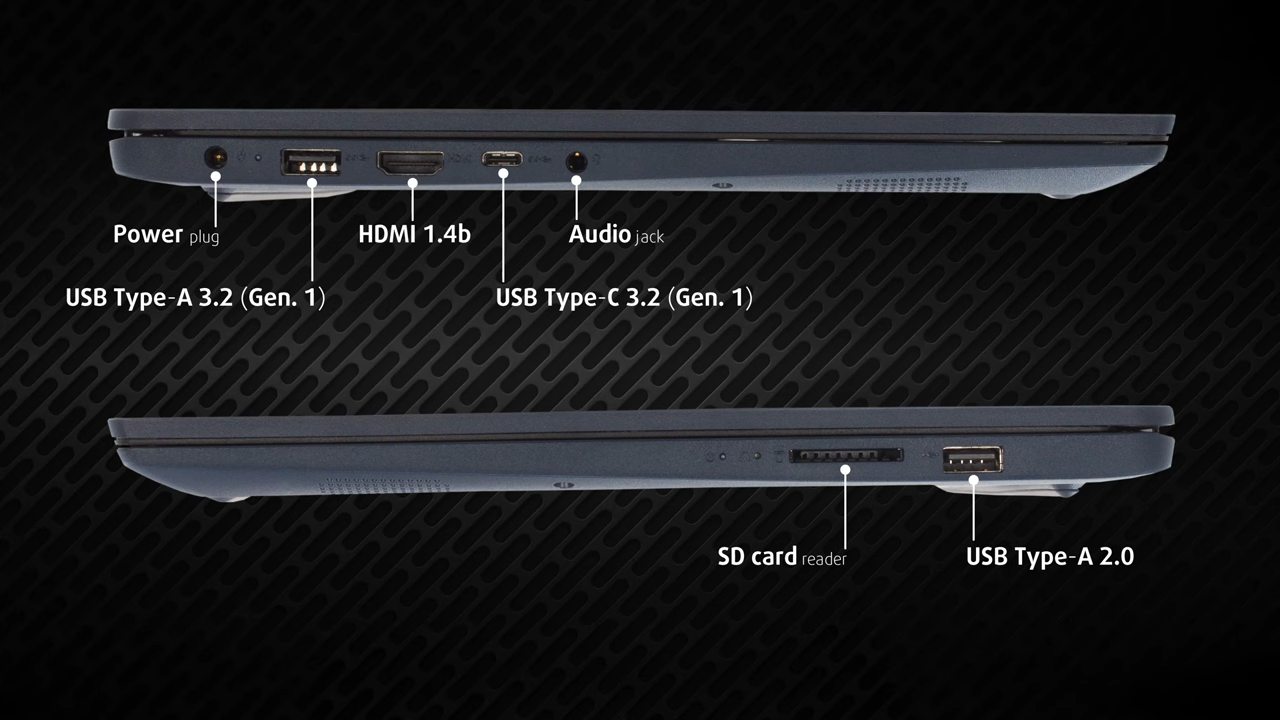 Power plug
HDMI 1.4b
Audio jack
USB Type-A 3.2 (Gen. 1)
USB Type-C 3.2 (Gen. 1)
SD card reader
USB Type-A 2.0